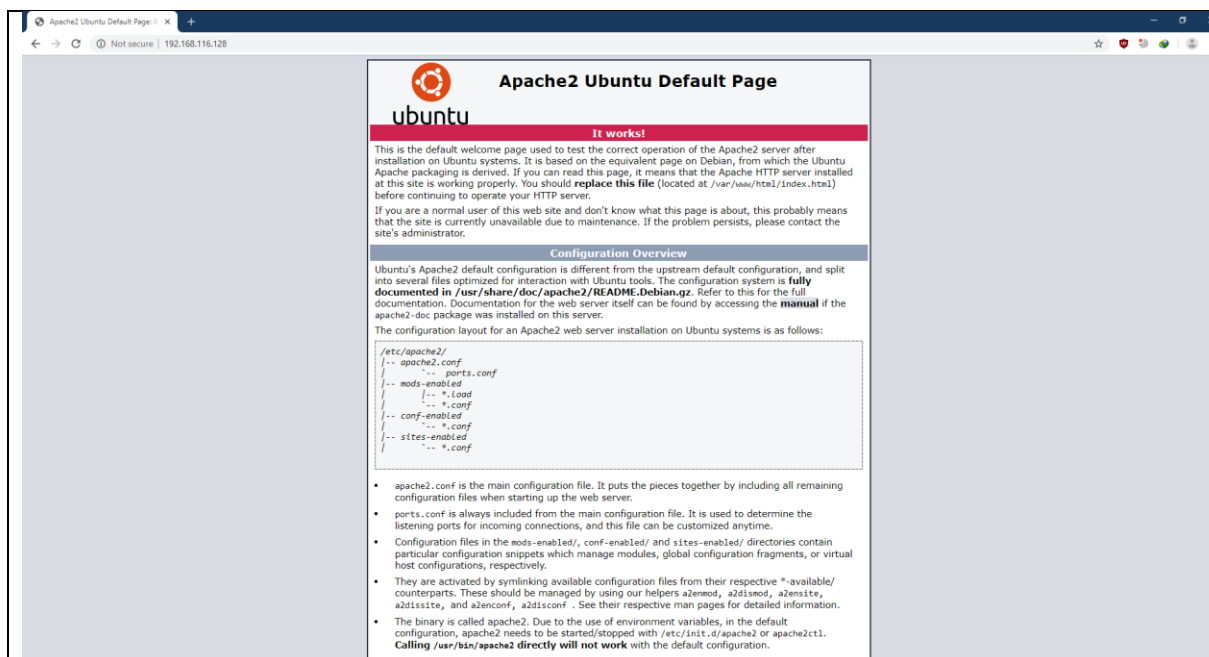 Apache2 Ubuntu Default Page: It
Not secure | 192.168.116.128
ubuntu
Apache2 Ubuntu Default Page
It works!
This is the default welcome page used to test the correct operation of the Apache2 server after
installation on Ubuntu systems. It is based on the equivalent page on Debian, from which the Ubuntu
Apache packaging is derived. If you can read this page, it means that the Apache HTTP server installed
at this site is working properly. You should replace this file (located at /var/www/html/index.html)
before continuing to operate your HTTP server.
If you are a normal user of this web site and don't know what this page is about, this probably means
that the site is currently unavailable due to maintenance. If the problem persists, please contact the
site's administrator.
Configuration Overview
Ubuntu's Apache2 default configuration is different from the upstream default configuration, and split
into several files optimized for interaction with Ubuntu tools. The configuration system is fully
documented in /usr/share/doc/apache2/README.Debian.gz. Refer to this for the full
documentation. Documentation for the web server itself can be found by accessing the manual if the
apache2-doc package was installed on this server.
The configuration layout for an Apache2 web server installation on Ubuntu systems is as follows:
/etc/apache2/
|-- apache2.conf
|       `--  ports.conf
|-- mods-enabled
|       |-- *.load
|       `-- *.conf
|-- conf-enabled
|       `-- *.conf
|-- sites-enabled
|       `-- *.conf
• apache2.conf is the main configuration file. It puts the pieces together by including all remaining
configuration files when starting up the web server.
• ports.conf is always included from the main configuration file. It is used to determine the
listening ports for incoming connections, and this file can be customized anytime.
• Configuration files in the mods-enabled/, conf-enabled/ and sites-enabled/ directories contain
particular configuration snippets which manage modules, global configuration fragments, or virtual
host configurations, respectively.
• They are activated by symlinking available configuration files from their respective *-available/
counterparts. These should be managed by using our helpers a2enmod, a2dismod, a2ensite,
a2dissite, and a2enconf, a2disconf . See their respective man pages for detailed information.
• The binary is called apache2. Due to the use of environment variables, in the default
configuration, apache2 needs to be started/stopped with /etc/init.d/apache2 or apache2ctl.
Calling /usr/bin/apache2 directly will not work with the default configuration.